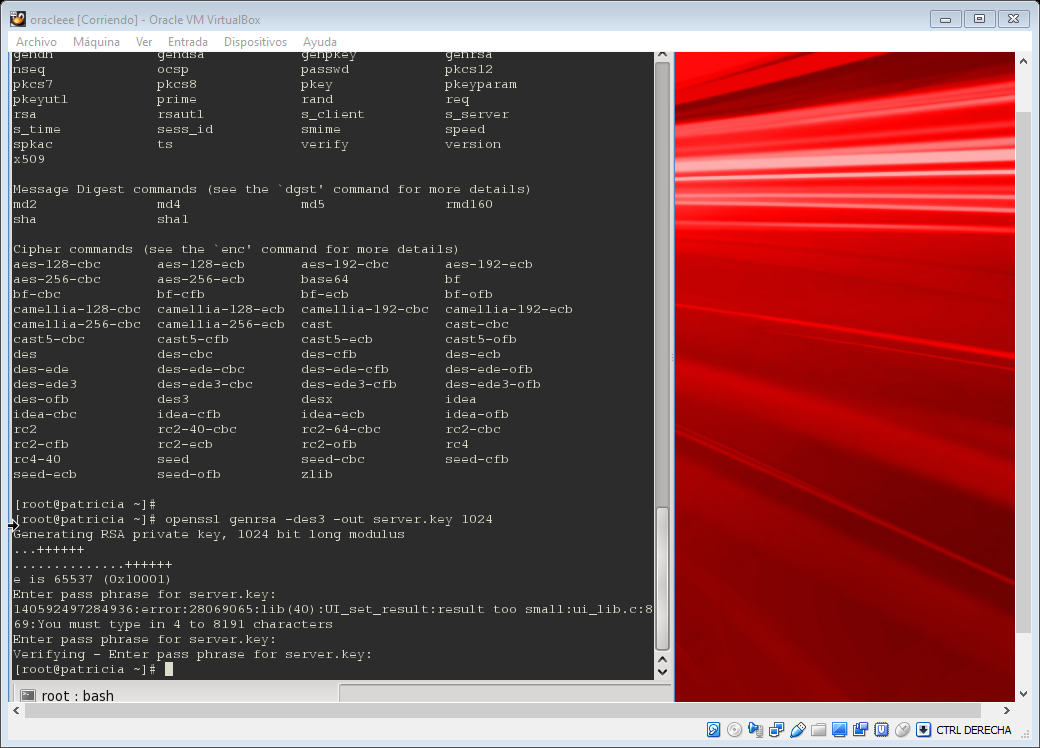 oracleee [Corriendo] - Oracle VM VirtualBox
Archivo Máquina Ver Entrada Dispositivos Ayuda
gendh gendsa genpkey genrsa
nseq ocsp passwd pkcs12
pkcs7 pkcs8 pkey pkeyparam
pkeyutl prime rand req
rsa rsautl s_client s_server
s_time sess_id smime speed
spkac ts verify version
x509
Message Digest commands (see the `dgst' command for more details)
md2 md4 md5 rmd160
sha sha1
Cipher commands (see the `enc' command for more details)
aes-128-cbc aes-128-ecb aes-192-cbc aes-192-ecb
aes-256-cbc aes-256-ecb base64 bf
bf-cbc bf-cfb bf-ecb bf-ofb
camellia-128-cbc camellia-128-ecb camellia-192-cbc camellia-192-ecb
camellia-256-cbc camellia-256-ecb cast cast-cbc
cast5-cbc cast5-cfb cast5-ecb cast5-ofb
des des-cbc des-cfb des-ecb
des-ede des-ede-cbc des-ede-cfb des-ede-ofb
des-ede3 des-ede3-cbc des-ede3-cfb des-ede3-ofb
des-ofb des3 desx idea
idea-cbc idea-cfb idea-ecb idea-ofb
rc2 rc2-40-cbc rc2-64-cbc rc2-cbc
rc2-cfb rc2-ecb rc2-ofb rc4
rc4-40 seed seed-cbc seed-cfb
seed-ecb seed-ofb zlib
[root@patricia ~]#
[root@patricia ~]# openssl genrsa -des3 -out server.key 1024
Generating RSA private key, 1024 bit long modulus
...++++++
..............++++++
e is 65537 (0x10001)
Enter pass phrase for server.key:
140592497284936:error:28069065:lib(40):UI_set_result:result too small:ui_lib.c:8
69:You must type in 4 to 8191 characters
Enter pass phrase for server.key:
Verifying - Enter pass phrase for server.key:
[root@patricia ~]#
root : bash
CTRL DERECHA